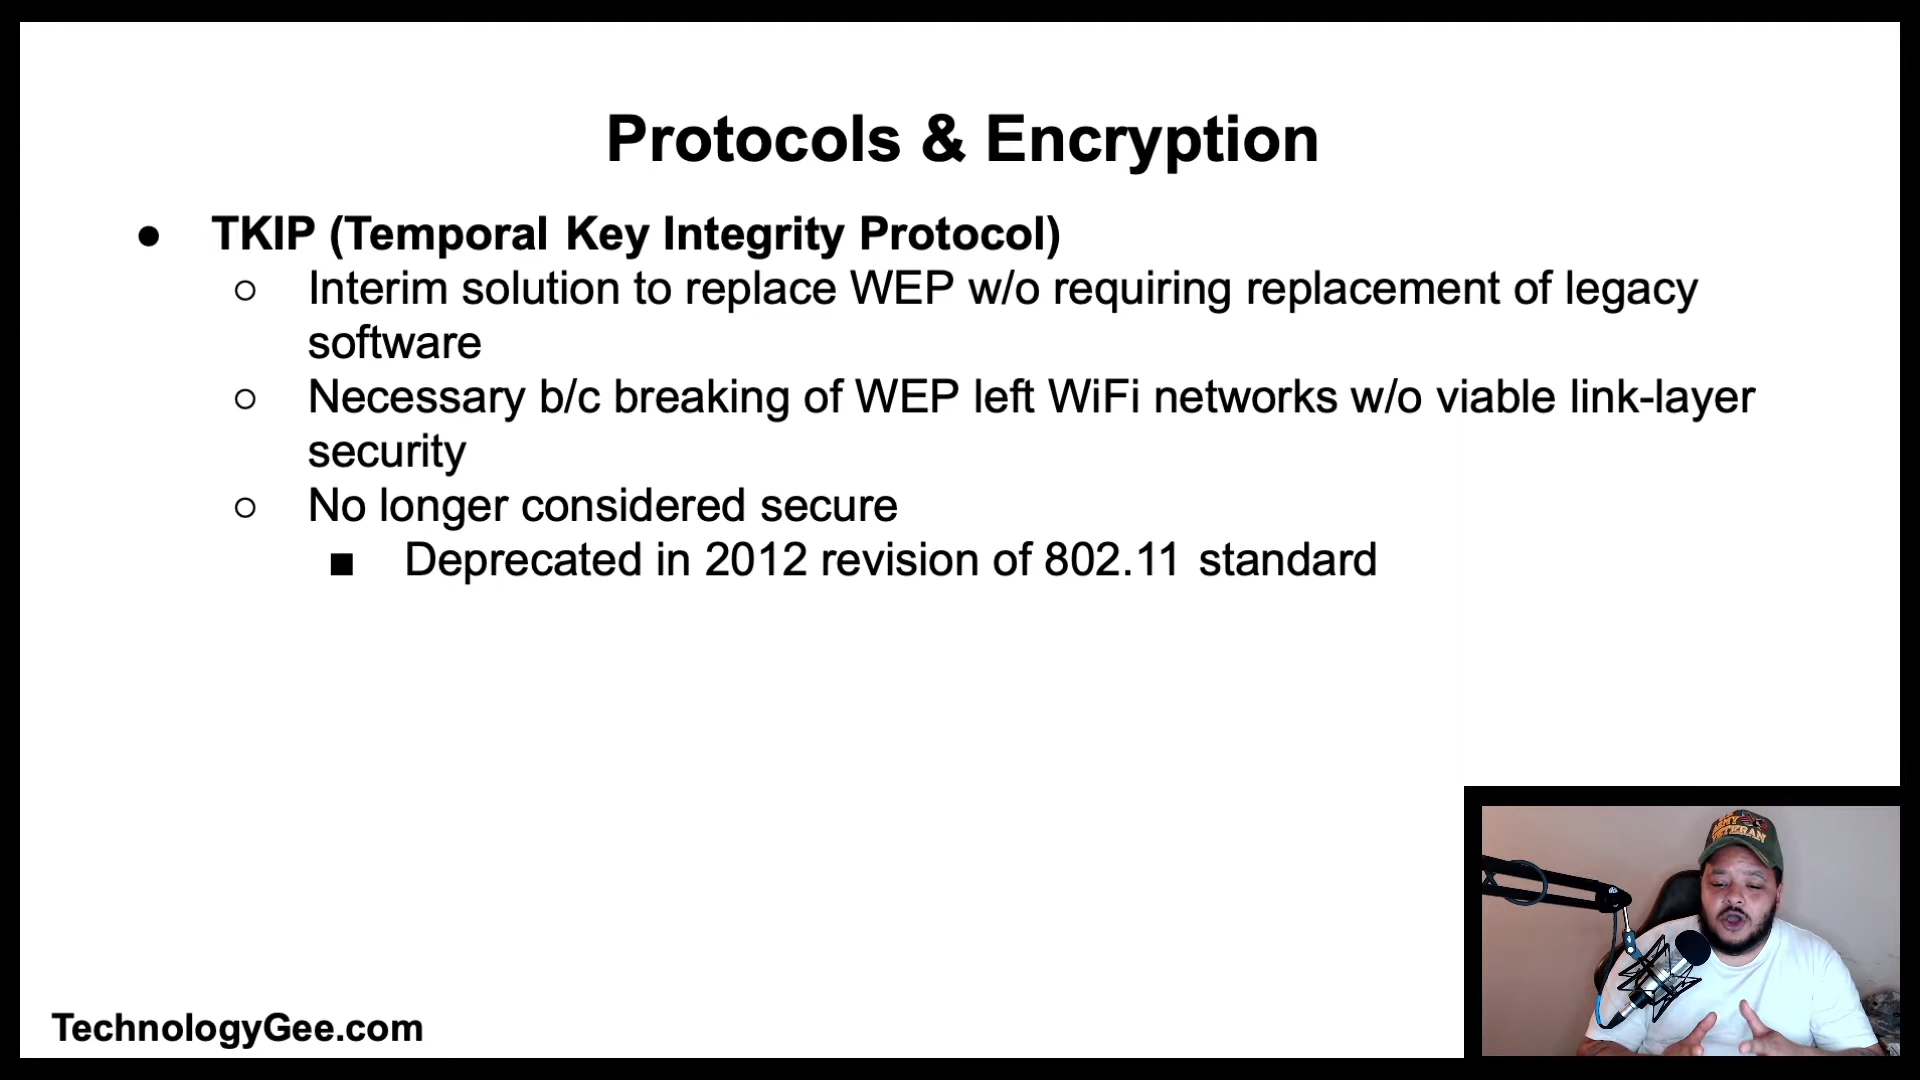 Protocols & Encryption
● TKIP (Temporal Key Integrity Protocol)
○ Interim solution to replace WEP w/o requiring replacement of legacy
software
○ Necessary b/c breaking of WEP left WiFi networks w/o viable link-layer
security
○ No longer considered secure
■ Deprecated in 2012 revision of 802.11 standard
ARMY
VETERAN
TechnologyGee.com